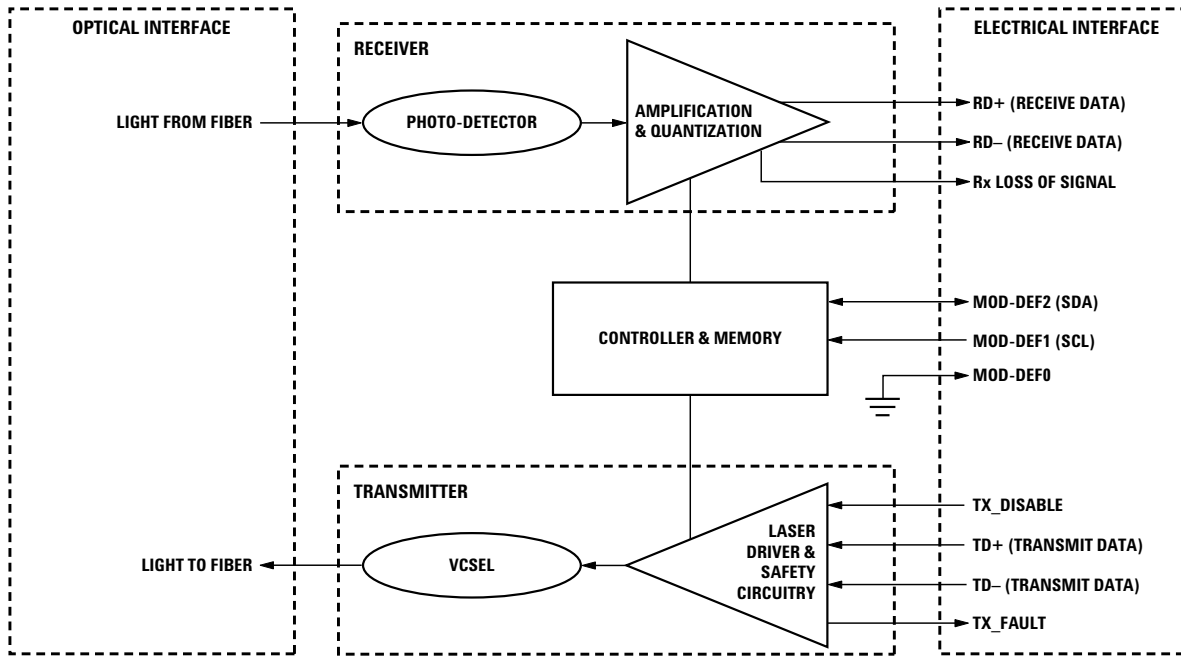 OPTICAL INTERFACE
LIGHT FROM FIBER
LIGHT TO FIBER
RECEIVER
PHOTO-DETECTOR
AMPLIFICATION
& QUANTIZATION
CONTROLLER & MEMORY
TRANSMITTER
VCSEL
LASER
DRIVER &
SAFETY
CIRCUITRY
ELECTRICAL INTERFACE
RD+ (RECEIVE DATA)
RD– (RECEIVE DATA)
Rx LOSS OF SIGNAL
MOD-DEF2 (SDA)
MOD-DEF1 (SCL)
MOD-DEF0
TX_DISABLE
TD+ (TRANSMIT DATA)
TD– (TRANSMIT DATA)
TX_FAULT